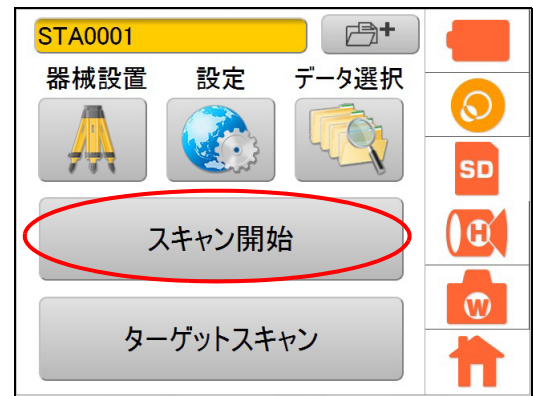 STA0001
器械設置 設定 データ選択
スキャン開始
ターゲットスキャン
SD
H
W